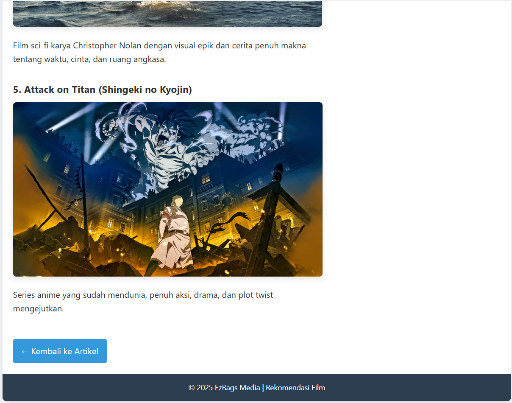 Film sci-fi karya Christopher Nolan dengan visual epik dan cerita penuh makna
tentang waktu, cinta, dan ruang angkasa.
5. Attack on Titan (Shingeki no Kyojin)
Series anime yang sudah mendunia, penuh aksi, drama, dan plot twist
mengejutkan.
← Kembali ke Artikel
© 2025 EzBags Media | Rekomendasi Film